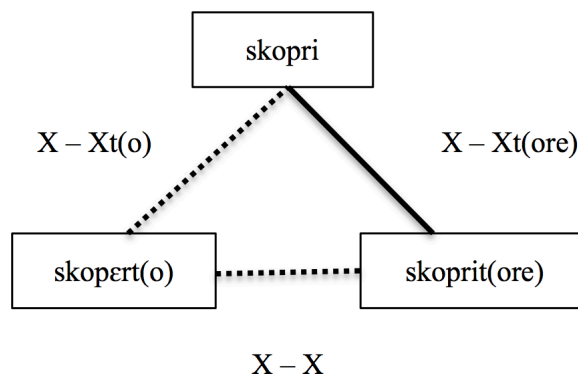 skopri
X – Xt(o)
X – Xt(ore)
skopɛrt(o)
skoprit(ore)
X – X